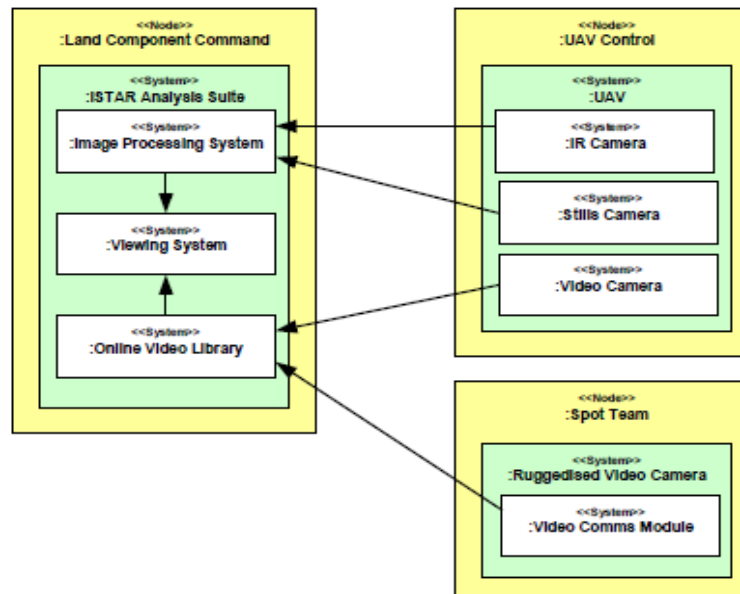 <<Node>>
:Land Component Command
<<System>>
:ISTAR Analysis Suite
<<System>>
:Image Processing System
<<System>>
:Viewing System
<<System>>
:Online Video Library
<<Node>>
:UAV Control
<<System>>
:UAV
<<System>>
:IR Camera
<<System>>
:Stills Camera
<<System>>
:Video Camera
<<Node>>
:Spot Team
<<System>>
:Ruggedised Video Camera
<<System>>
:Video Comms Module